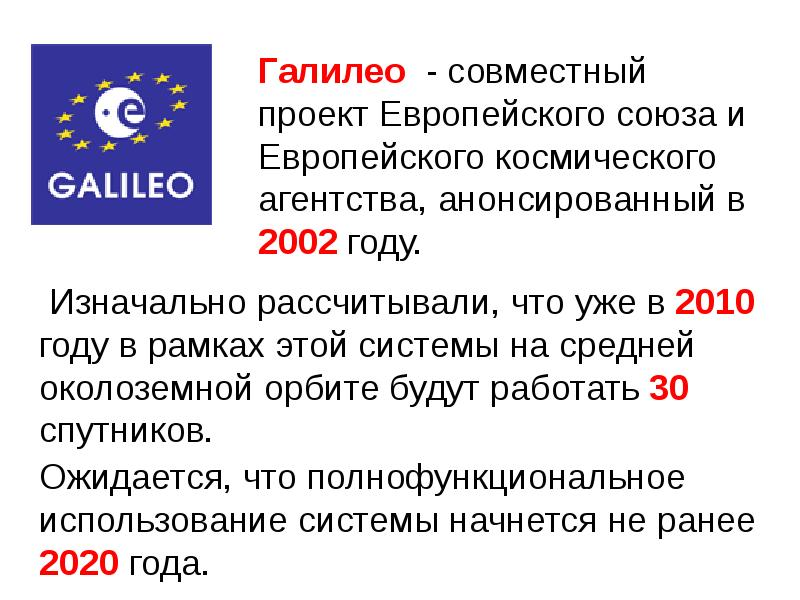 GALILEO
Галилео - совместный
проект Европейского союза и
Европейского космического
агентства, анонсированный в
2002 году.
Изначально рассчитывали, что уже в 2010
году в рамках этой системы на средней
околоземной орбите будут работать 30
спутников.
Ожидается, что полнофункциональное
использование системы начнется не ранее
2020 года.